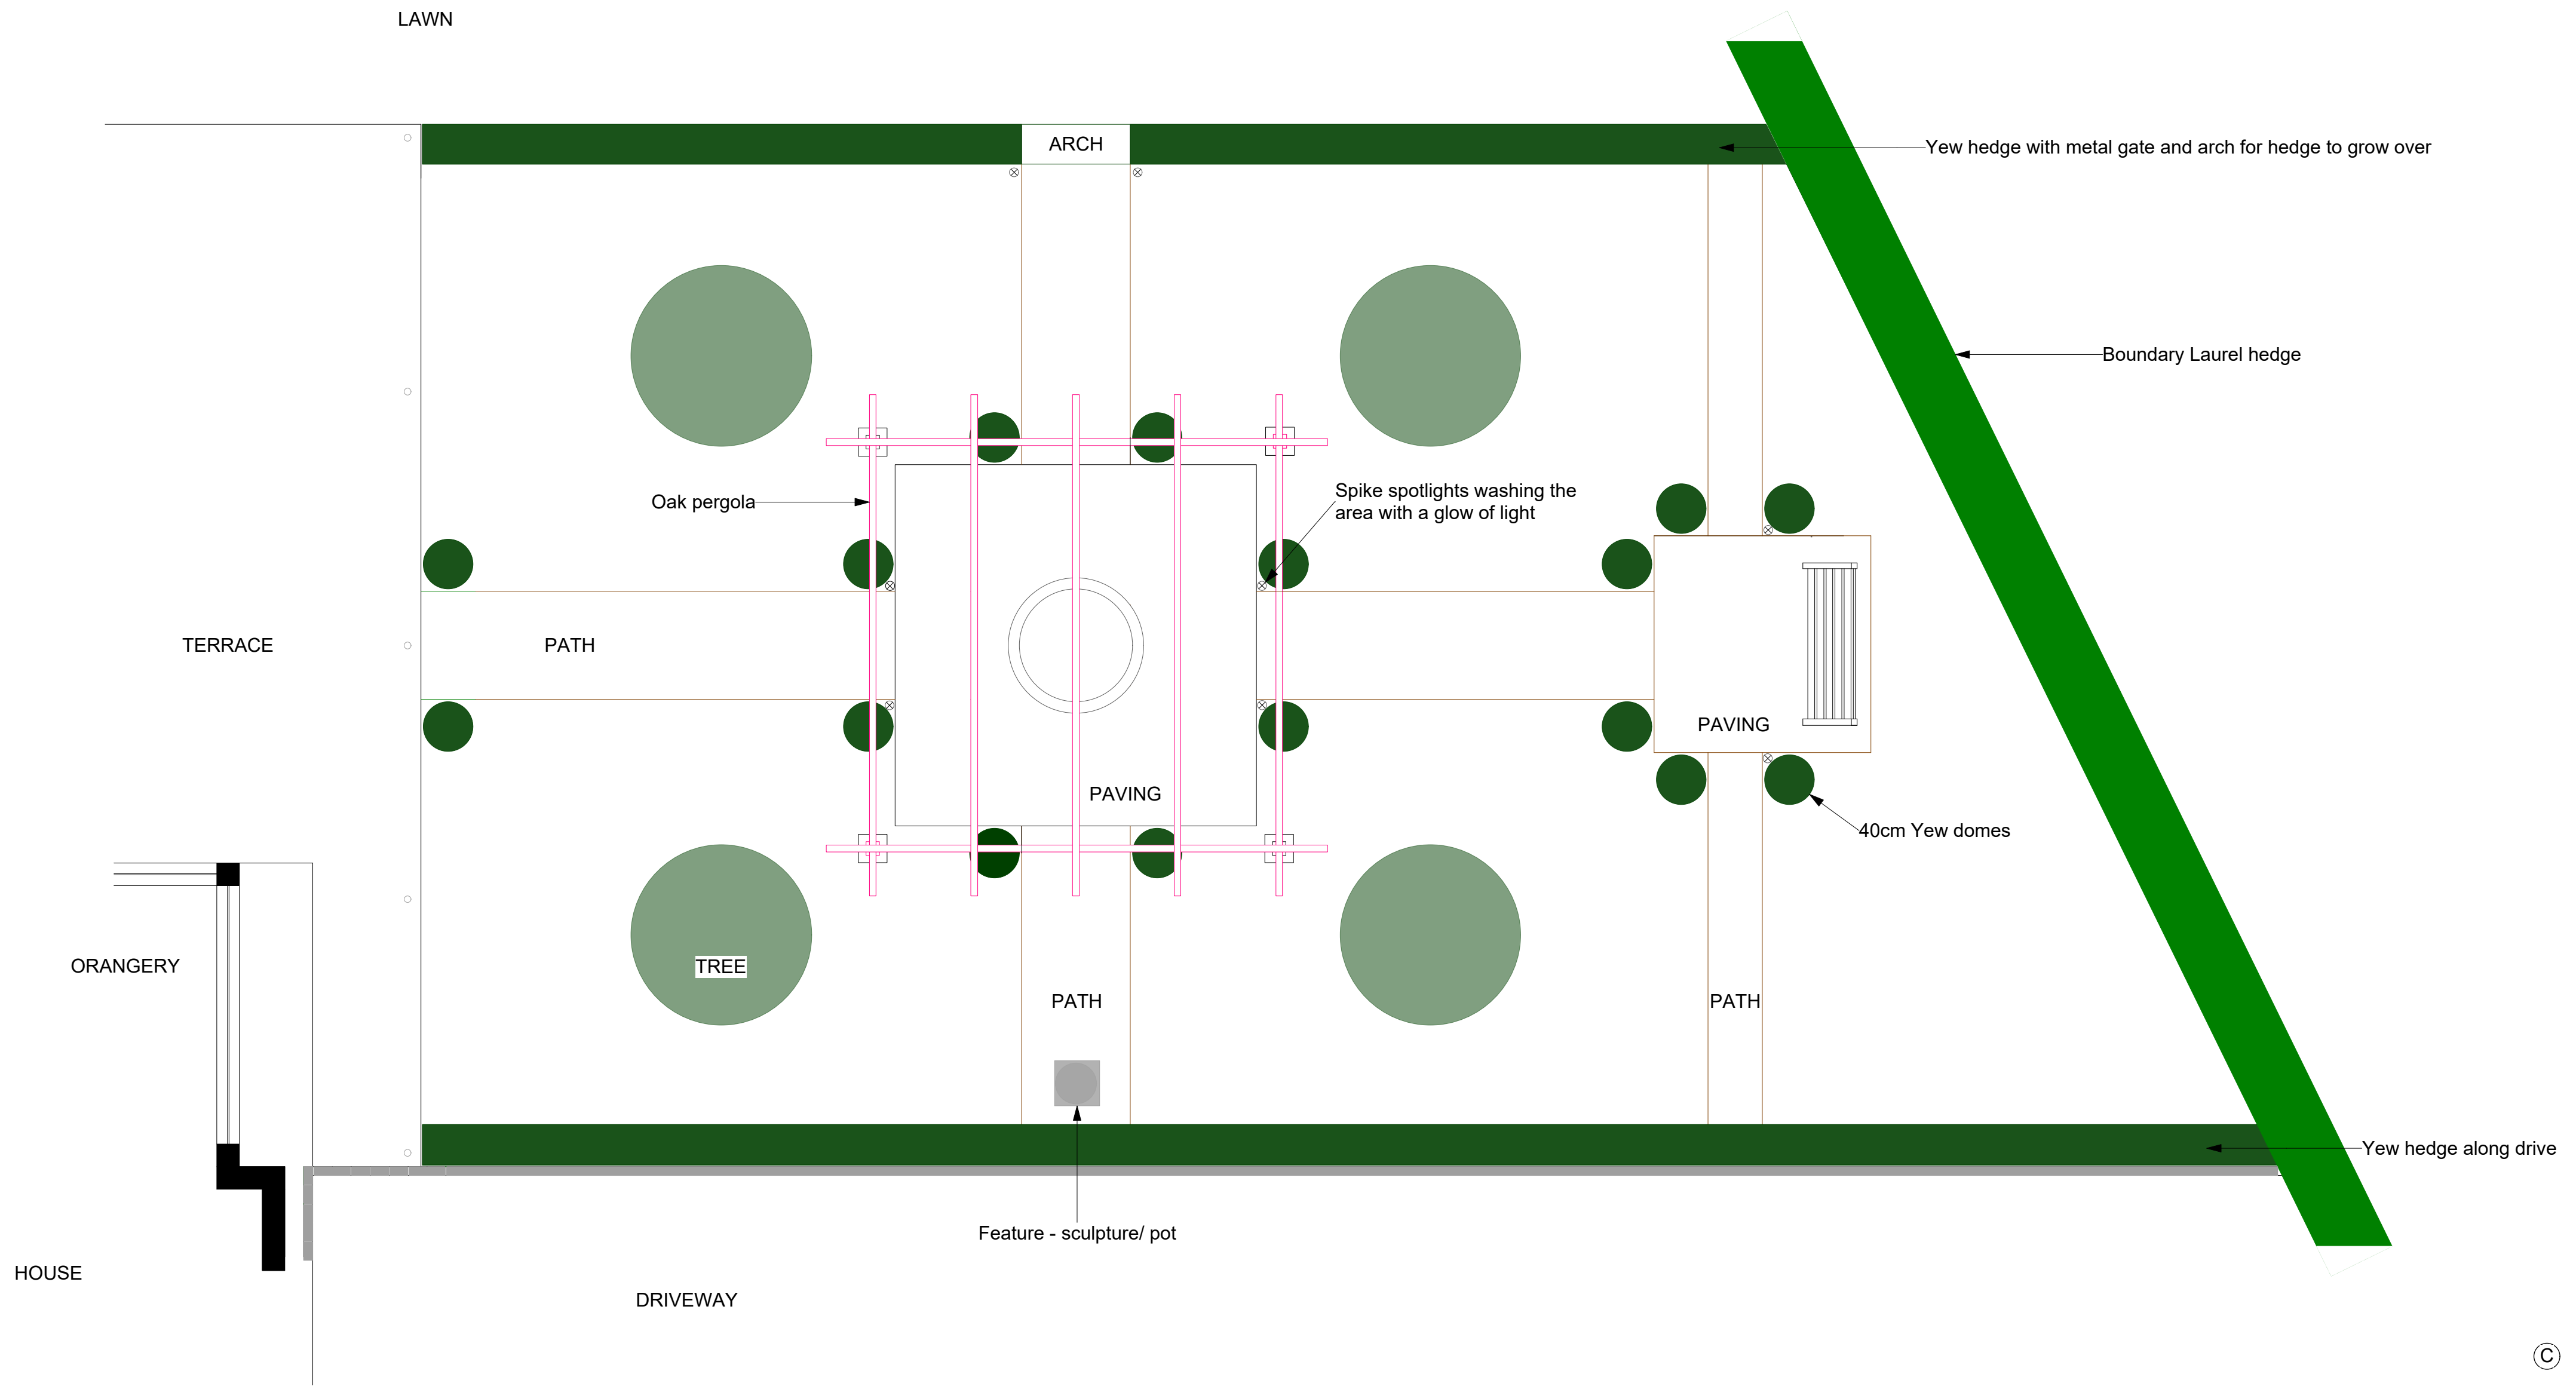 LAWN
ARCH
Yew hedge with metal gate and arch for hedge to grow over
Boundary Laurel hedge
Oak pergola
Spike spotlights washing the
area with a glow of light
TERRACE
PATH
PAVING
PAVING
40cm Yew domes
ORANGERY
TREE
PATH
PATH
Yew hedge along drive
Feature - sculpture/ pot
HOUSE
DRIVEWAY
©